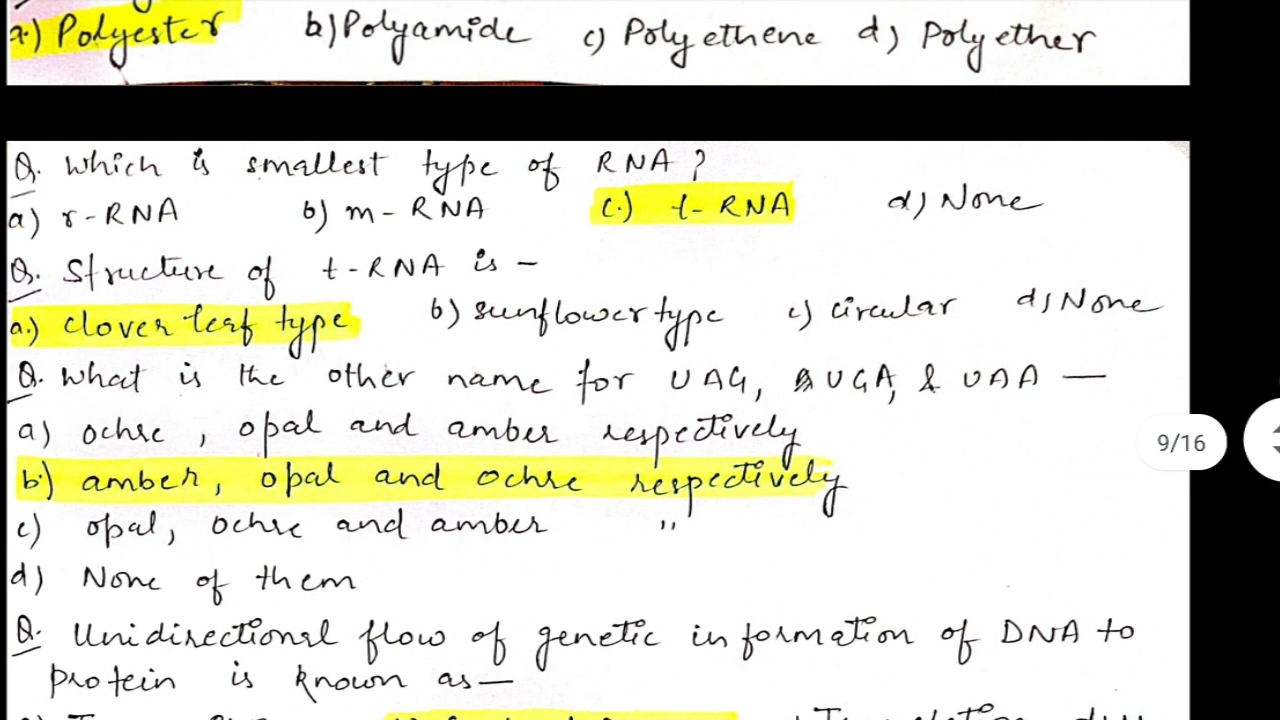 a.) Polyester b) Polyamide c) Polyethene d) Polyether
Q. Which is smallest type of RNA?
a) r-RNA b) m-RNA c.) t-RNA d) None
Q. Structure of t-RNA is -
a.) clover leaf type b) sunflower type c) circular d) None
Q. What is the other name for UAG, UGA, & UAA —
a) ochre, opal and amber respectively
b.) amber, opal and ochre respectively
9/16
c) opal, ochre and amber "
d) None of them
Q. Unidirectional flow of genetic information of DNA to
protein is known as —